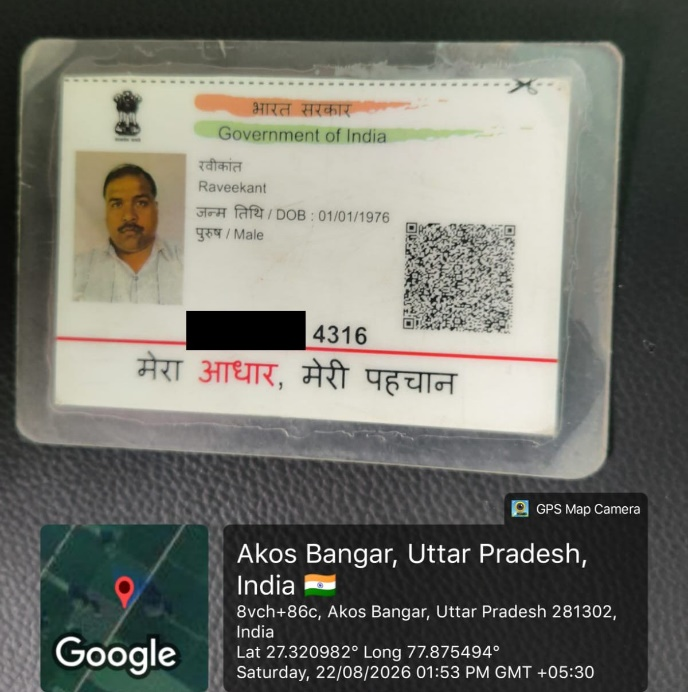 भारत सरकार
Government of India
रवीकांत
Raveekant
जन्म तिथि / DOB : 01/01/1976
पुरुष / Male
4316
मेरा आधार, मेरी पहचान
GPS Map Camera
Google
Akos Bangar, Uttar Pradesh,
India
8vch+86c, Akos Bangar, Uttar Pradesh 281302,
India
Lat 27.320982° Long 77.875494°
Saturday, 22/08/2026 01:53 PM GMT +05:30